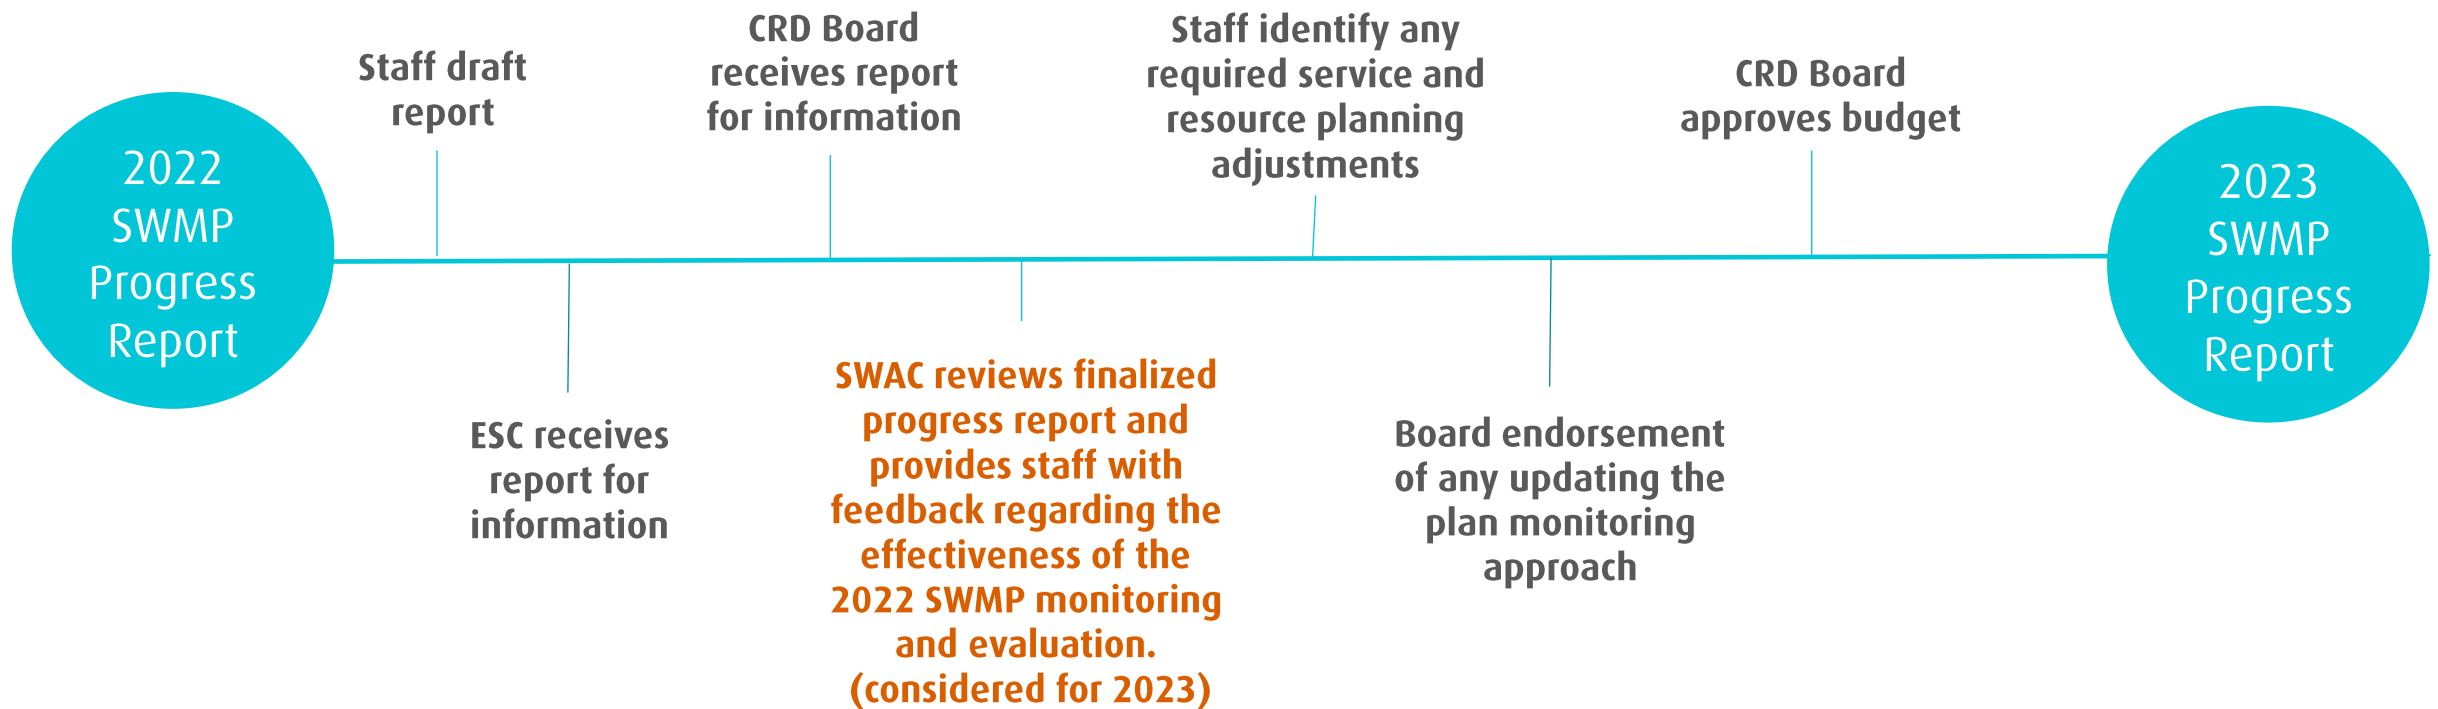 2022
SWMP
Progress
Report
Staff draft
report
ESC receives
report for
information
CRD Board
receives report
for information
SWAC reviews finalized
progress report and
provides staff with
feedback regarding the
effectiveness of the
2022 SWMP monitoring
and evaluation.
(considered for 2023)
Staff identify any
required service and
resource planning
adjustments
Board endorsement
of any updating the
plan monitoring
approach
CRD Board
approves budget
2023
SWMP
Progress
Report